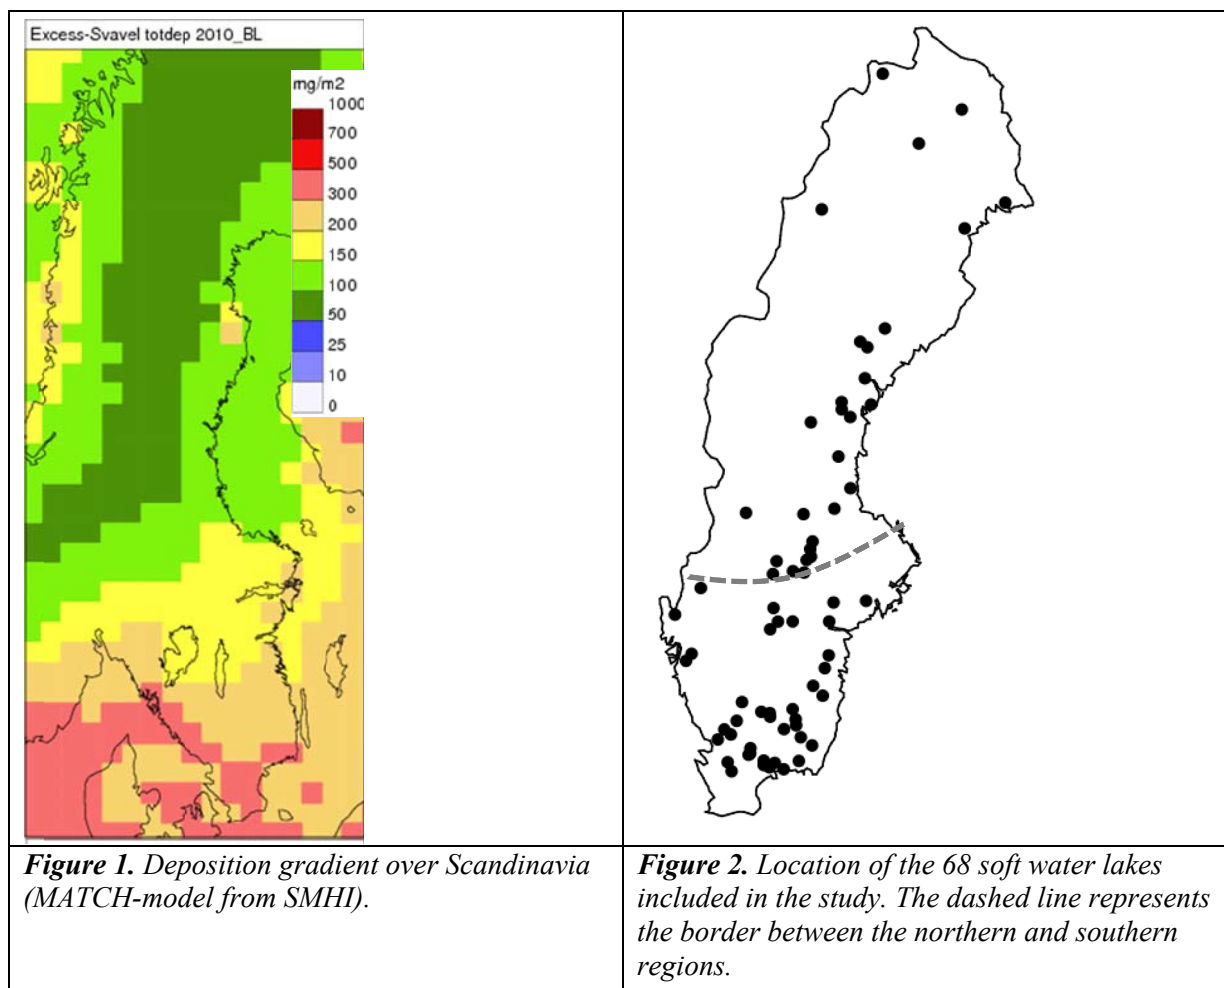 Excess-Svavel totdep 2010_BL
mg/m2
1000
700
500
300
200
150
100
50
25
10
0
Figure 1. Deposition gradient over Scandinavia
(MATCH-model from SMHI).
Figure 2. Location of the 68 soft water lakes
included in the study. The dashed line represents
the border between the northern and southern
regions.